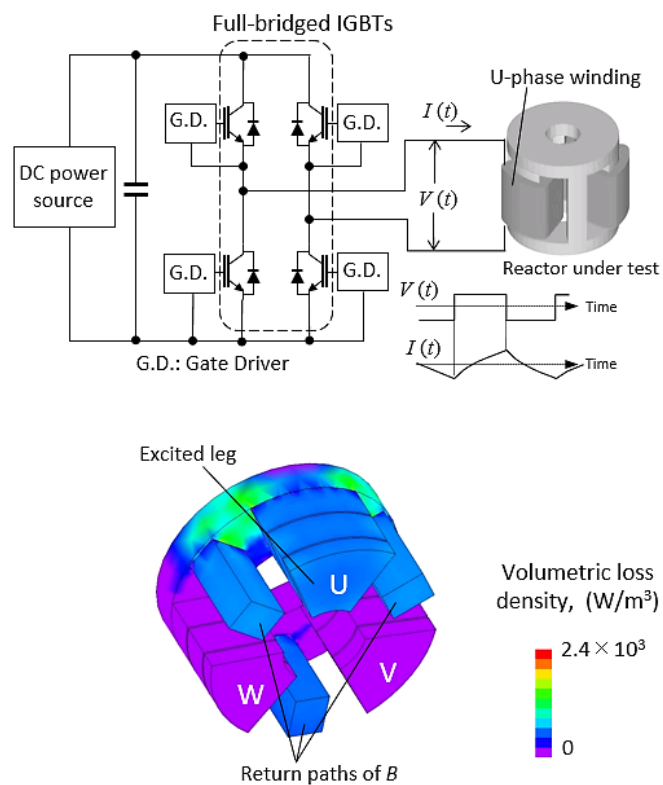 Full-bridged IGBTs
U-phase winding
I(t)
G.D.
G.D.
DC power
source
V(t)
G.D.
G.D.
Reactor under test
V(t)
Time
I(t)
Time
G.D.: Gate Driver
Excited leg
U
Volumetric loss
density, (W/m³)
2.4×10³
V
W
0
Return paths of B